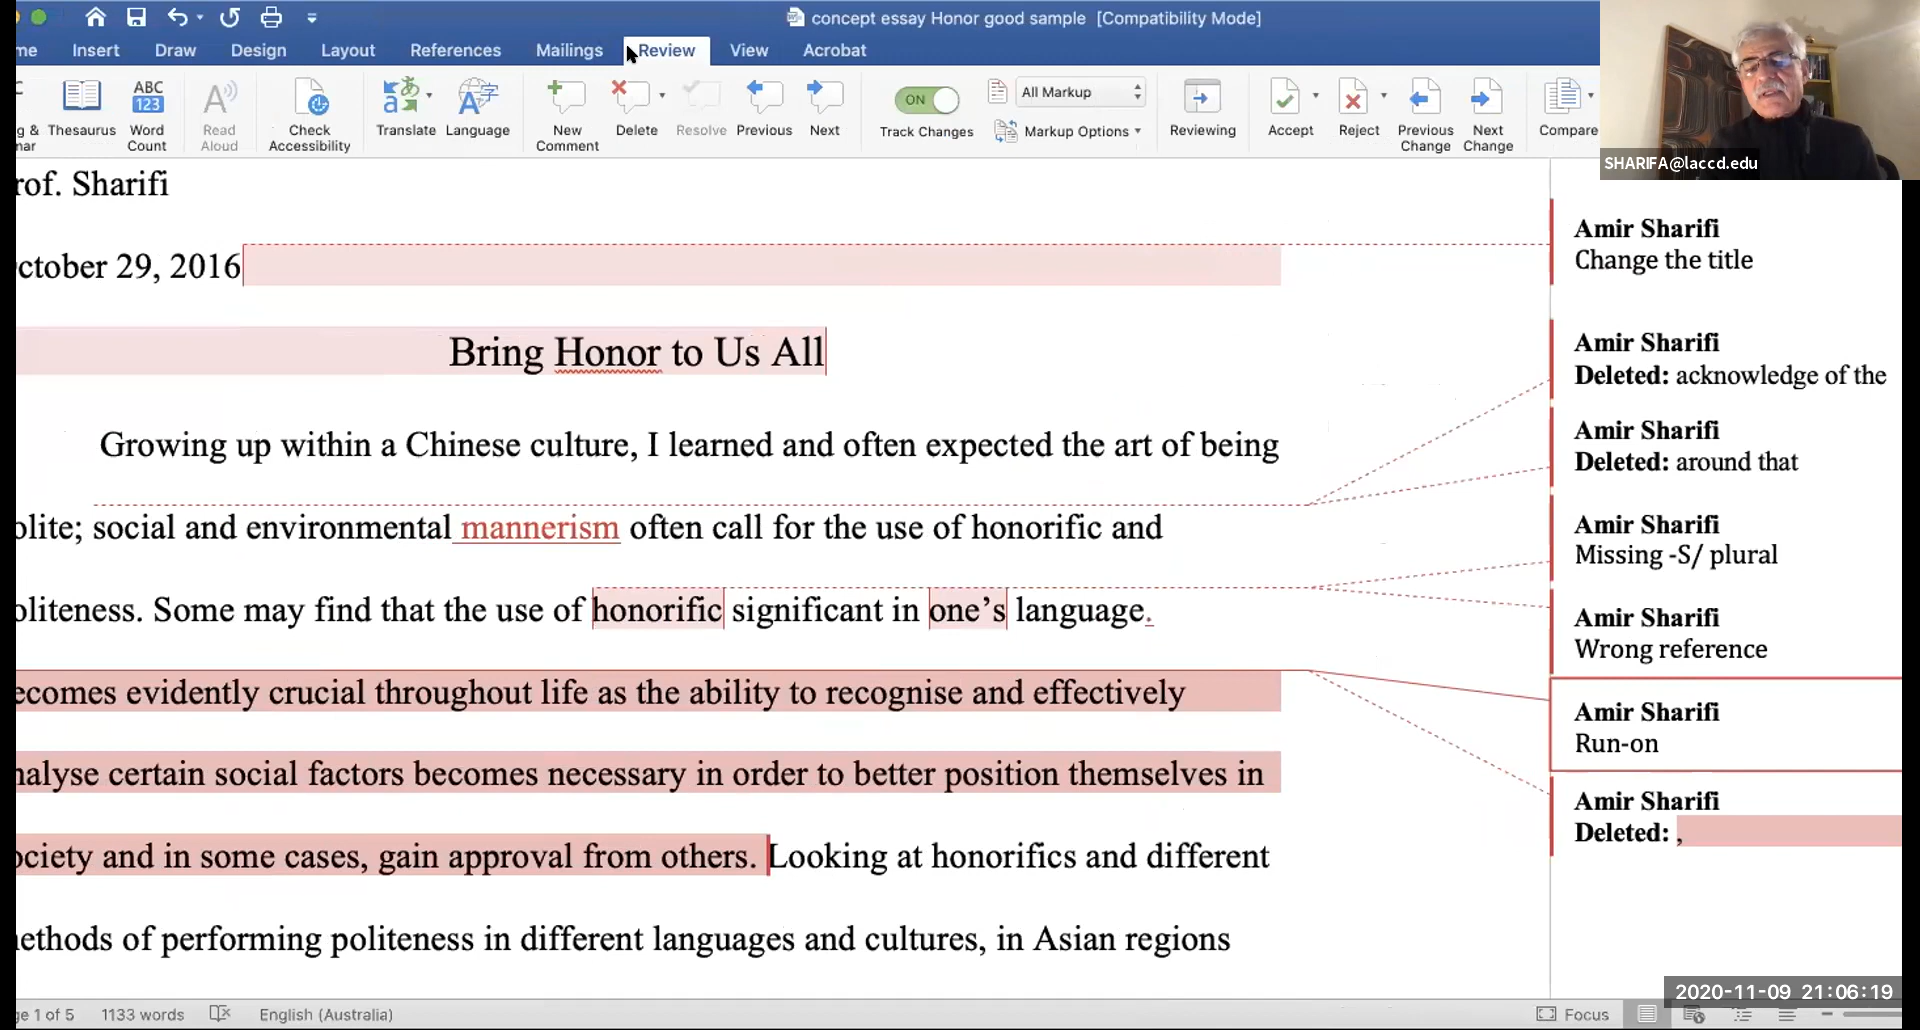 concept essay Honor good sample [Compatibility Mode]
me Insert Draw Design Layout References Mailings Review View Acrobat
ABC
123
ON
All Markup
g & Thesaurus Word Read Check Translate Language New Delete Resolve Previous Next Track Changes Markup Options Reviewing Accept Reject Previous Next Compare
mar Count Aloud Accessibility Comment Change Change
SHARIFA@laccd.edu
rof. Sharifi
ctober 29, 2016
Bring Honor to Us All
Growing up within a Chinese culture, I learned and often expected the art of being
olite; social and environmental mannerism often call for the use of honorific and
oliteness. Some may find that the use of honorific significant in one’s language.
ecomes evidently crucial throughout life as the ability to recognise and effectively
nalyse certain social factors becomes necessary in order to better position themselves in
ociety and in some cases, gain approval from others. Looking at honorifics and different
nethods of performing politeness in different languages and cultures, in Asian regions
Amir Sharifi
Change the title
Amir Sharifi
Deleted: acknowledge of the
Amir Sharifi
Deleted: around that
Amir Sharifi
Missing -S/ plural
Amir Sharifi
Wrong reference
Amir Sharifi
Run-on
Amir Sharifi
Deleted: ,
2020-11-09 21:06:19
ge 1 of 5 1133 words English (Australia) Focus